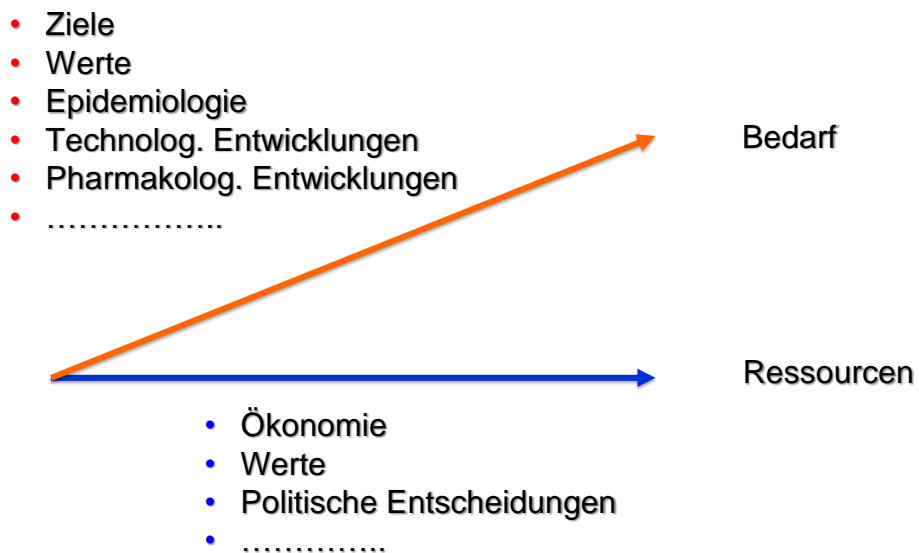 • Ziele
• Werte
• Epidemiologie
• Technolog. Entwicklungen
• Pharmakolog. Entwicklungen
• ……………..
Bedarf
Ressourcen
• Ökonomie
• Werte
• Politische Entscheidungen
• …………..